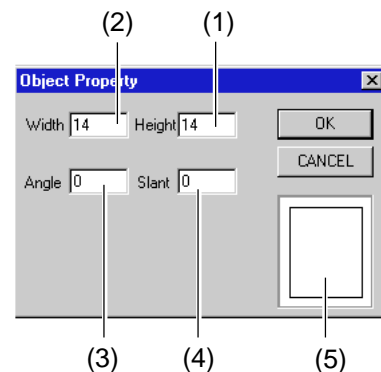 (2) (1)
Object Property
Width 14 Height 14 OK
CANCEL
Angle 0 Slant 0
(3) (4) (5)